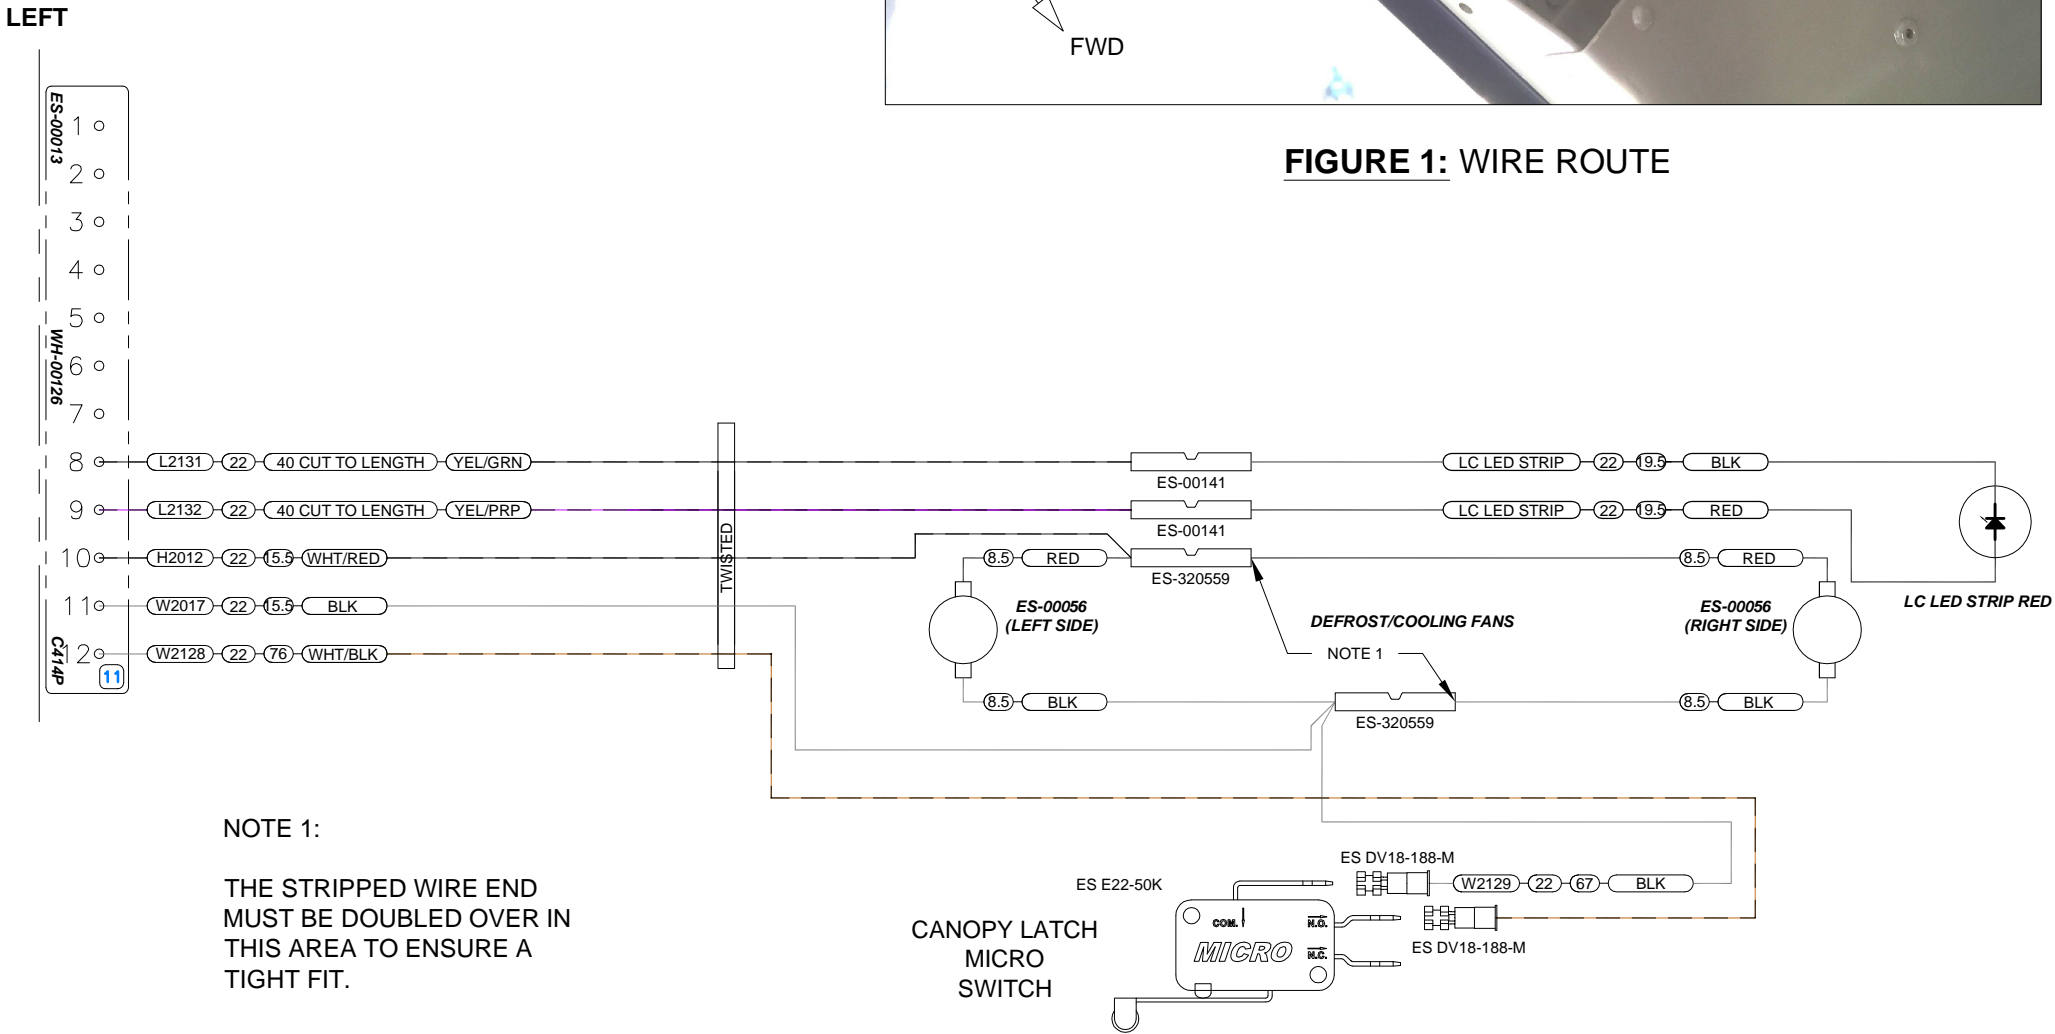 LEFT
FWD
FIGURE 1: WIRE ROUTE
ES-00013
WH-00126
C414P
1
2
3
4
5
6
7
8 L2131 22 40 CUT TO LENGTH YEL/GRN
ES-00141
LC LED STRIP 22 19.5 BLK
9 L2132 22 40 CUT TO LENGTH YEL/PRP
ES-00141
LC LED STRIP 22 19.5 RED
10 H2012 22 15.5 WHT/RED
11 W2017 22 15.5 BLK
12 W2128 22 76 WHT/BLK
11
TWISTED
8.5 RED
ES-320559
8.5 RED
ES-00056
(LEFT SIDE)
DEFROST/COOLING FANS
NOTE 1
ES-00056
(RIGHT SIDE)
LC LED STRIP RED
8.5 BLK
ES-320559
8.5 BLK
NOTE 1:
THE STRIPPED WIRE END
MUST BE DOUBLED OVER IN
THIS AREA TO ENSURE A
TIGHT FIT.
ES DV18-188-M
W2129 22 67 BLK
ES E22-50K
CANOPY LATCH
MICRO
SWITCH
COM.
N.O.
MICRO
N.C.
ES DV18-188-M